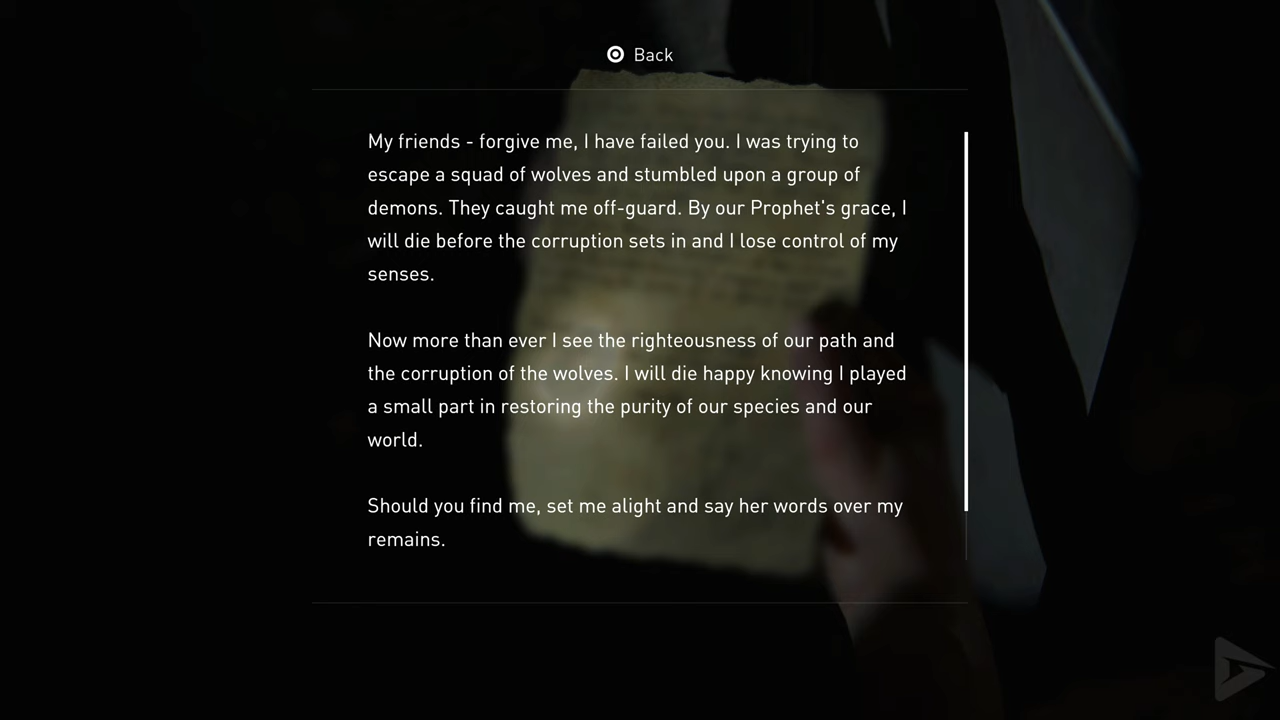 Back
My friends - forgive me, I have failed you. I was trying to
escape a squad of wolves and stumbled upon a group of
demons. They caught me off-guard. By our Prophet's grace, I
will die before the corruption sets in and I lose control of my
senses.
Now more than ever I see the righteousness of our path and
the corruption of the wolves. I will die happy knowing I played
a small part in restoring the purity of our species and our
world.
Should you find me, set me alight and say her words over my
remains.